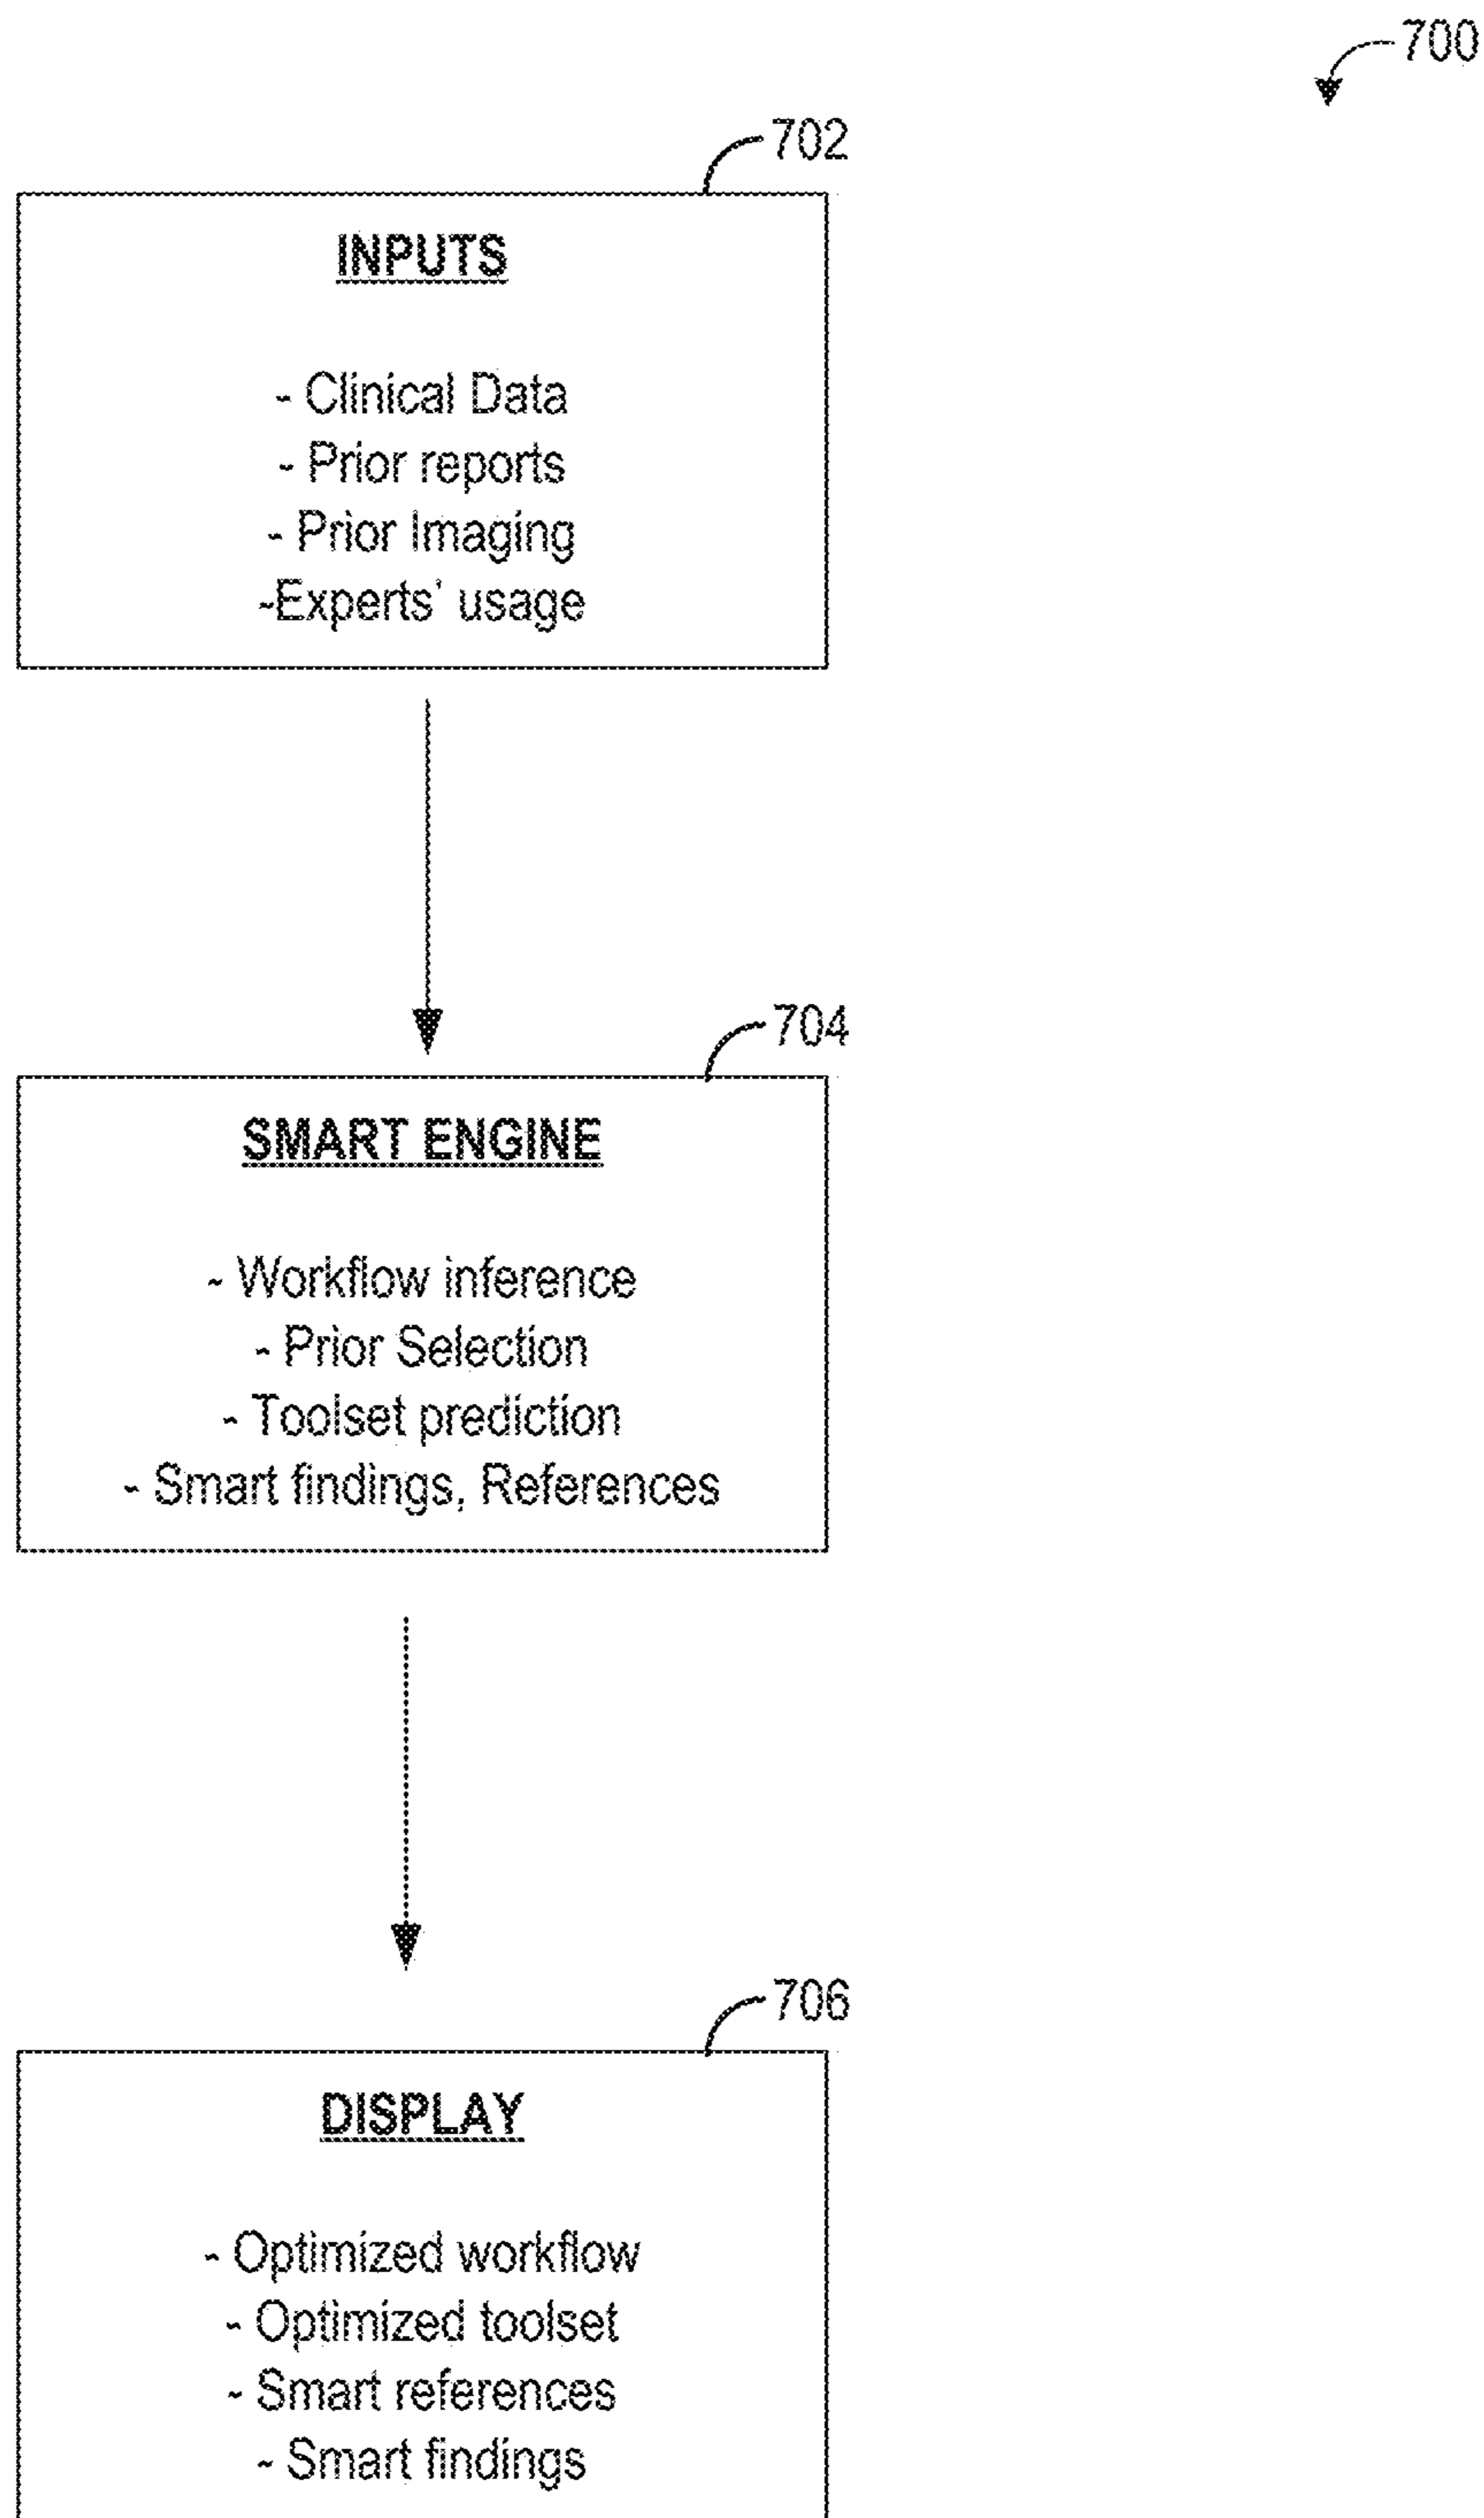 700
702
INPUTS
- Clinical Data
- Prior reports
- Prior Imaging
-Experts' usage
704
SMART ENGINE
- Workflow inference
- Prior Selection
- Toolset prediction
- Smart findings, References
706
DISPLAY
- Optimized workflow
- Optimized toolset
- Smart references
- Smart findings